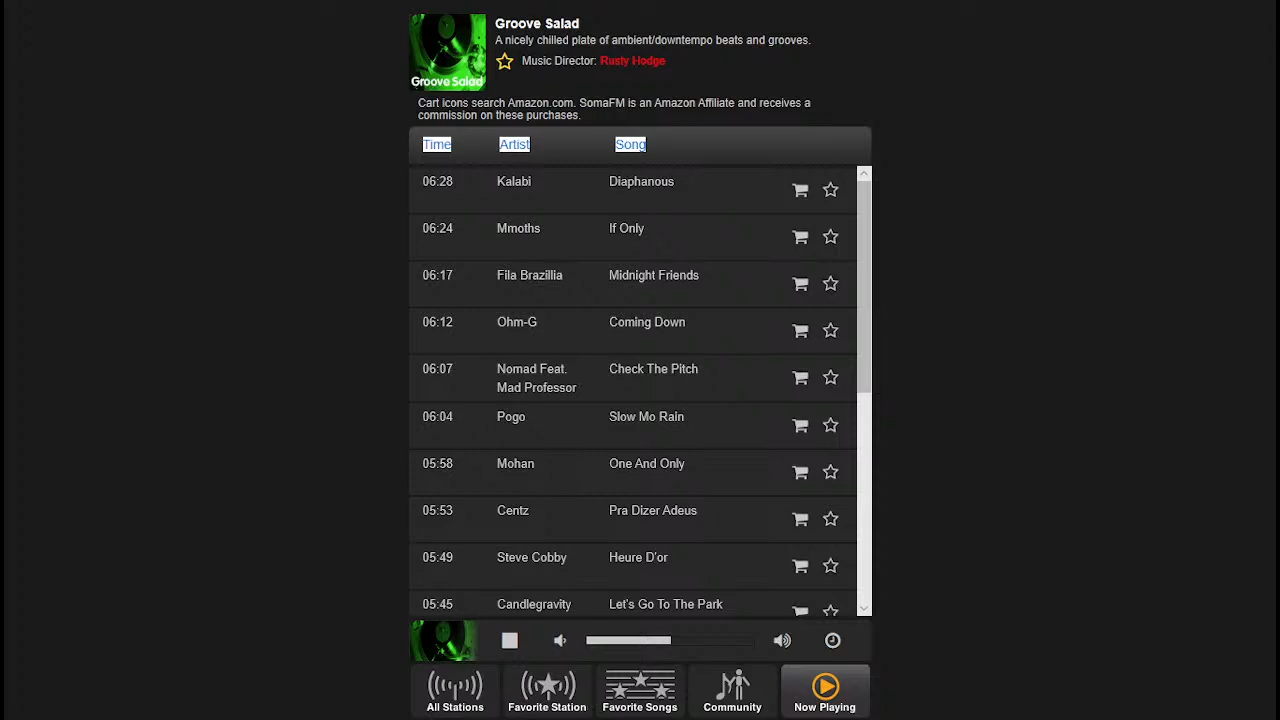 Groove Salad
A nicely chilled plate of ambient/downtempo beats and grooves.
Music Director: Rusty Hodge
Groove Salad
Cart icons search Amazon.com. SomaFM is an Amazon Affiliate and receives a
commission on these purchases.
Time Artist Song
06:28 Kalabi Diaphanous
06:24 Mmoths If Only
06:17 Fila Brazillia Midnight Friends
06:12 Ohm-G Coming Down
06:07 Nomad Feat. Check The Pitch
Mad Professor
06:04 Pogo Slow Mo Rain
05:58 Mohan One And Only
05:53 Centz Pra Dizer Adeus
05:49 Steve Cobby Heure D'or
05:45 Candlegravity Let's Go To The Park
All Stations Favorite Station Favorite Songs Community Now Playing